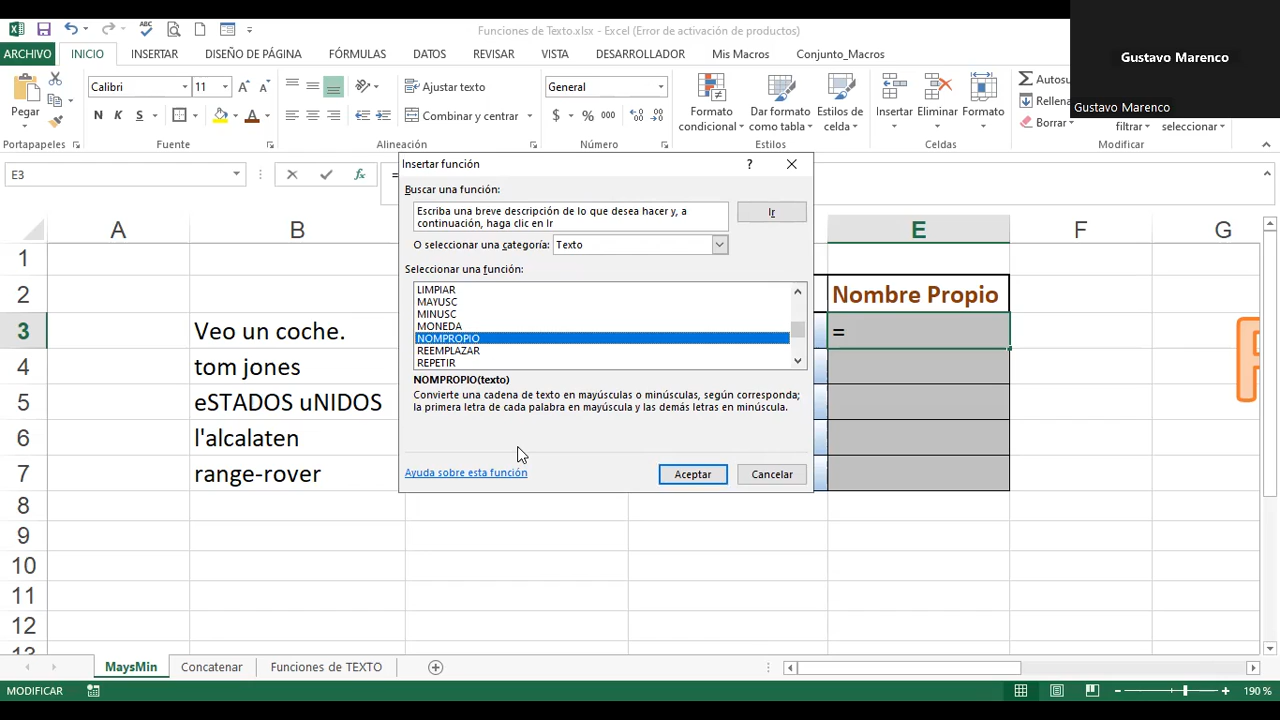 Funciones de Texto.xlsx - Excel (Error de activación de productos)
Gustavo Marenco
Gustavo Marenco
ARCHIVO INICIO INSERTAR DISEÑO DE PÁGINA FÓRMULAS DATOS REVISAR VISTA DESARROLLADOR Mis Macros Conjunto_Macros
Pegar
Calibri 11
N K S
Ajustar texto
Combinar y centrar
General
$ % 000
Formato condicional
Dar formato como tabla
Estilos de celda
Insertar Eliminar Formato
Autosu
Rellena
Borrar
filtrar seleccionar
Portapapeles Fuente Alineación Número Estilos Celdas Modificar
E3 fx =
A B E F G
1
2 Nombre Propio
3 Veo un coche. =
4 tom jones
5 eSTADOS uNIDOS
6 l'alcalaten
7 range-rover
8
9
10
11
12
13
Insertar función ?
Buscar una función:
Escriba una breve descripción de lo que desea hacer y, a
continuación, haga clic en Ir
Ir
O seleccionar una categoría: Texto
Seleccionar una función:
LIMPIAR
MAYUSC
MINUSC
MONEDA
NOMPROPIO
REEMPLAZAR
REPETIR
NOMPROPIO(texto)
Convierte una cadena de texto en mayúsculas o minúsculas, según corresponda;
la primera letra de cada palabra en mayúscula y las demás letras en minúscula.
Ayuda sobre esta función
Aceptar Cancelar
MaysMin Concatenar Funciones de TEXTO
MODIFICAR
190 %